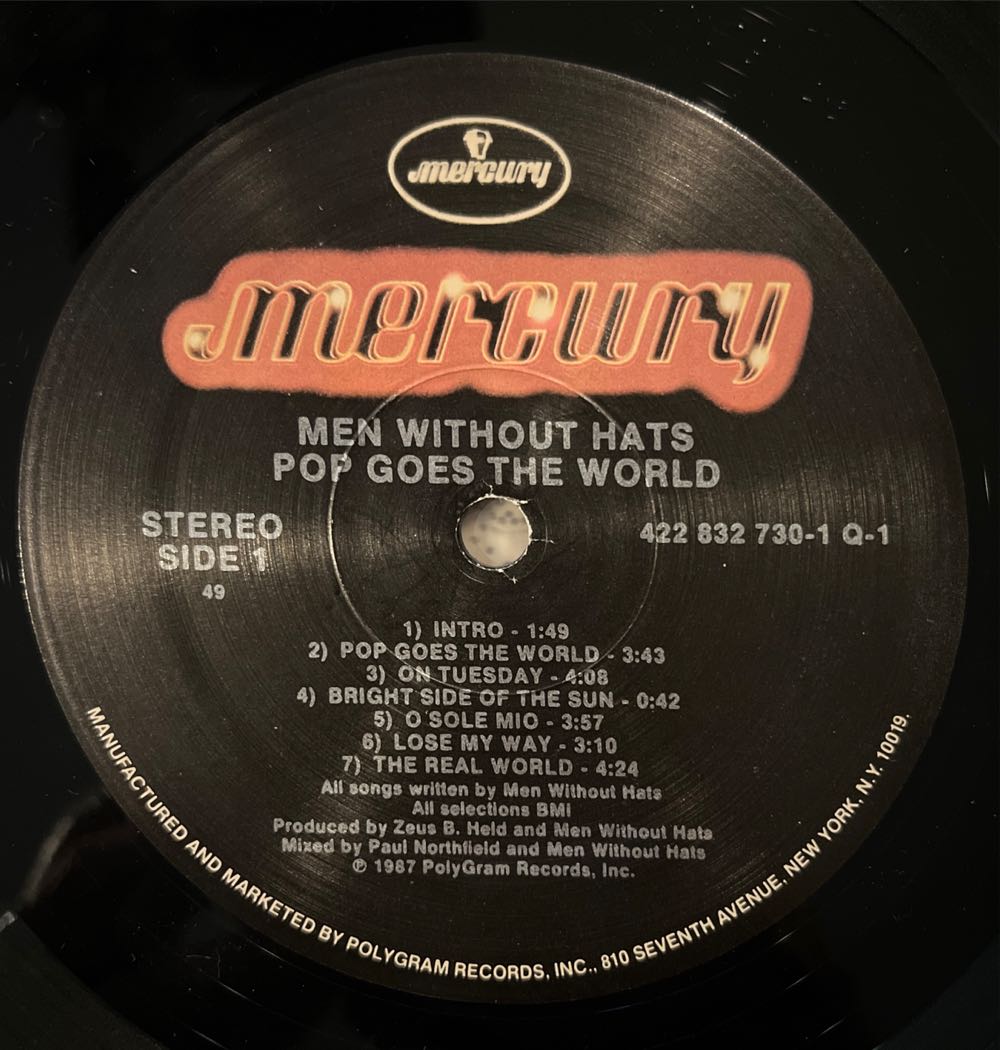 mercury
mercury
MEN WITHOUT HATS
POP GOES THE WORLD
STEREO
SIDE 1
49
422 832 730-1 Q-1
1) INTRO - 1:49
2) POP GOES THE WORLD - 3:43
3) ON TUESDAY - 4:08
4) BRIGHT SIDE OF THE SUN - 0:42
5) O'SOLE MIO - 3:57
6) LOSE MY WAY - 3:10
7) THE REAL WORLD - 4:24
All songs written by Men Without Hats
All selections BMI
Produced by Zeus B. Held and Men Without Hats
Mixed by Paul Northfield and Men Without Hats
℗ 1987 PolyGram Records, Inc.
MANUFACTURED AND MARKETED BY POLYGRAM RECORDS, INC., 810 SEVENTH AVENUE, NEW YORK, N.Y. 10019.